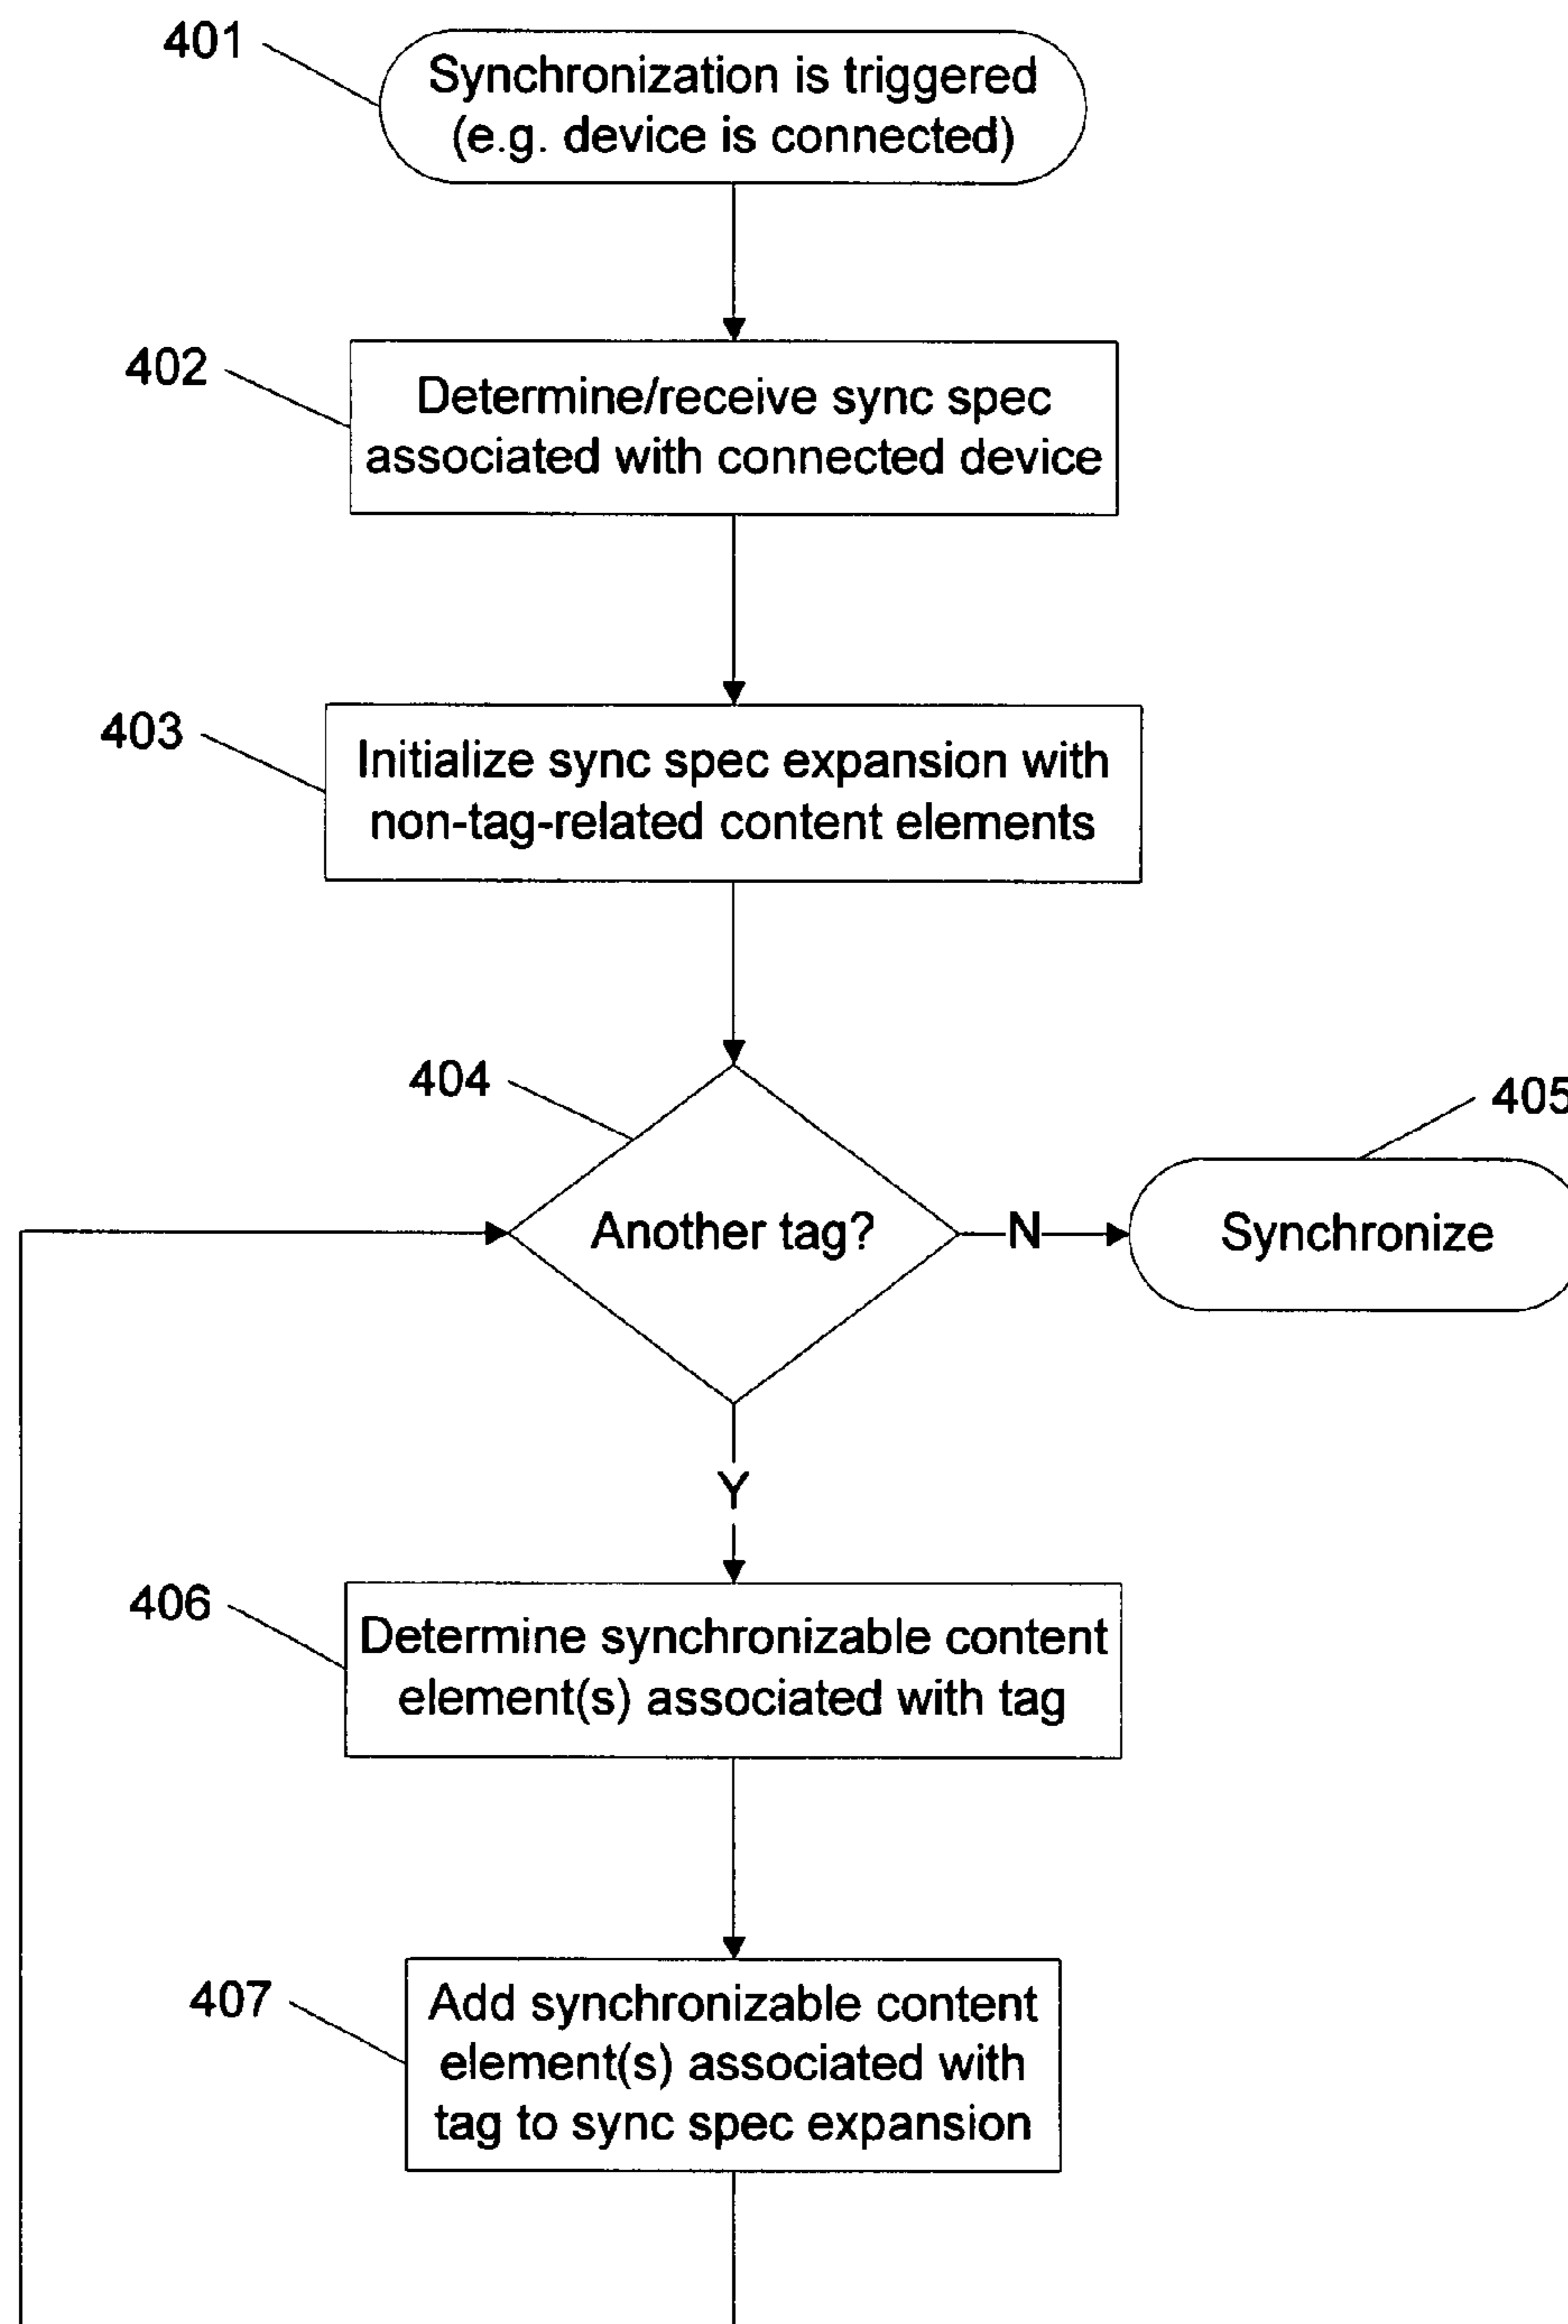 401
Synchronization is triggered
(e.g. device is connected)
402
Determine/receive sync spec
associated with connected device
403
Initialize sync spec expansion with
non-tag-related content elements
404
405
Another tag?
N
Synchronize
Y
406
Determine synchronizable content
element(s) associated with tag
407
Add synchronizable content
element(s) associated with
tag to sync spec expansion